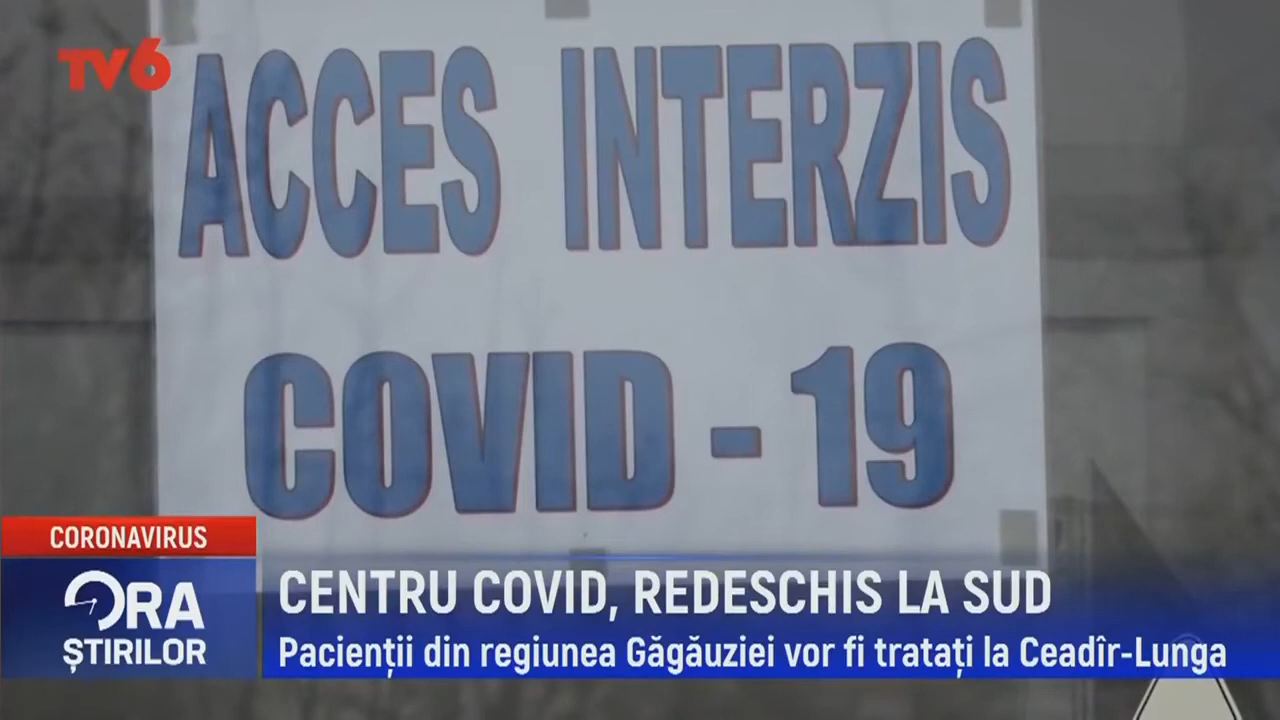 TV6
ACCES INTERZIS
COVID - 19
CORONAVIRUS
ORA
ȘTIRILOR
CENTRU COVID, REDESCHIS LA SUD
Pacienții din regiunea Găgăuziei vor fi tratați la Ceadîr-Lunga